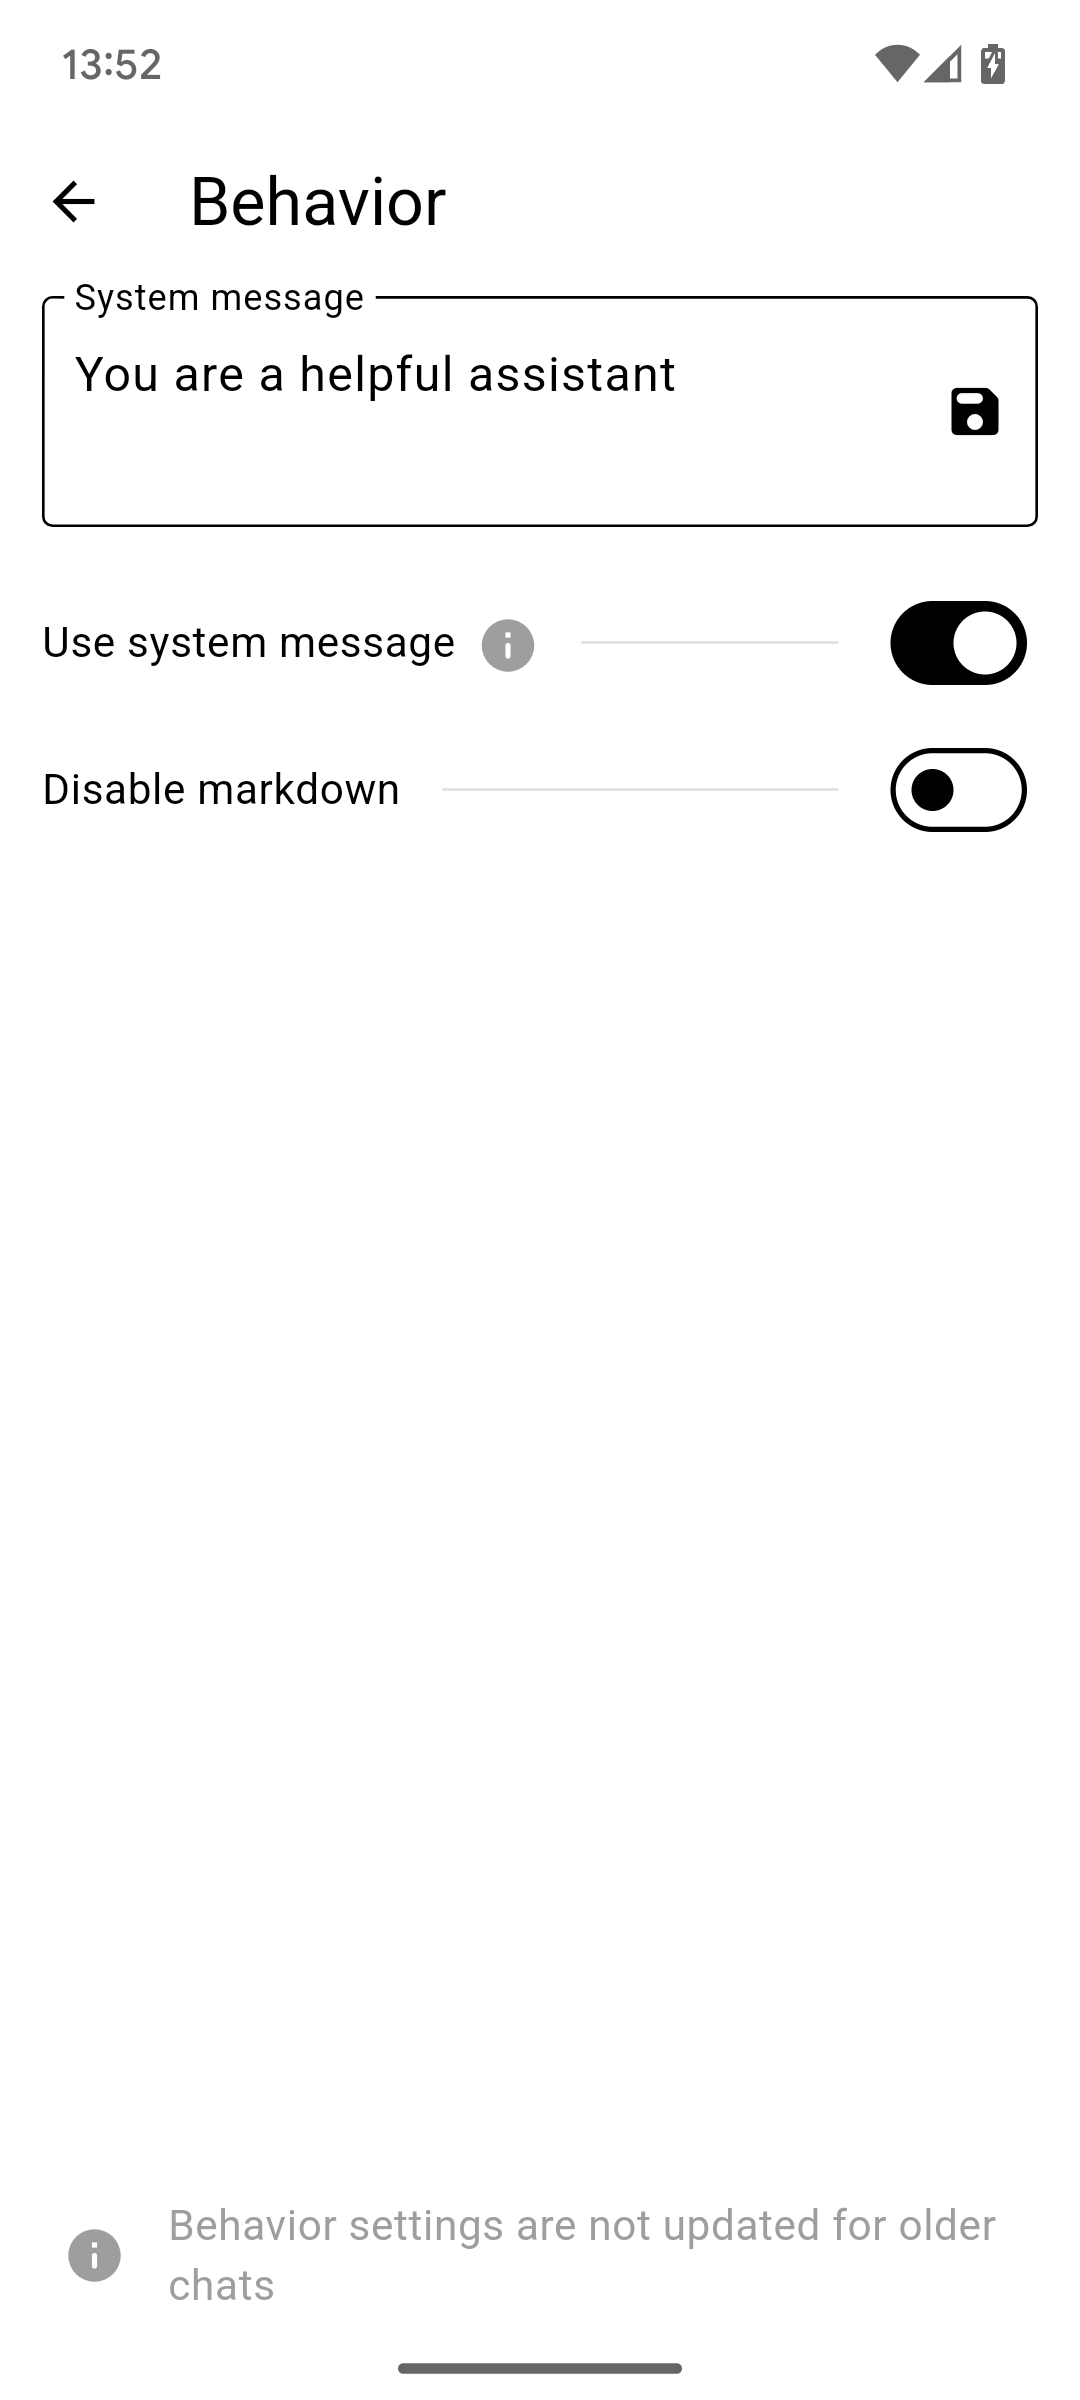 13:52
Behavior
System message
You are a helpful assistant
Use system message
Disable markdown
Behavior settings are not updated for older
chats